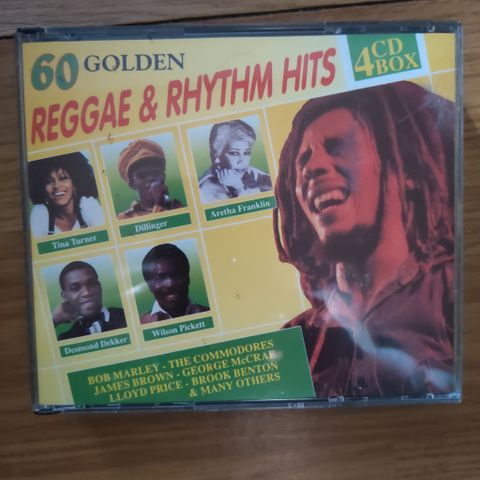 60 GOLDEN
REGGAE & RHYTHM HITS
4 CD
BOX
Tina Turner
Dillinger
Aretha Franklin
Desmond Dekker
Wilson Pickett
BOB MARLEY - THE COMMODORES
JAMES BROWN - GEORGE McCRAE
LLOYD PRICE - BROOK BENTON
& MANY OTHERS